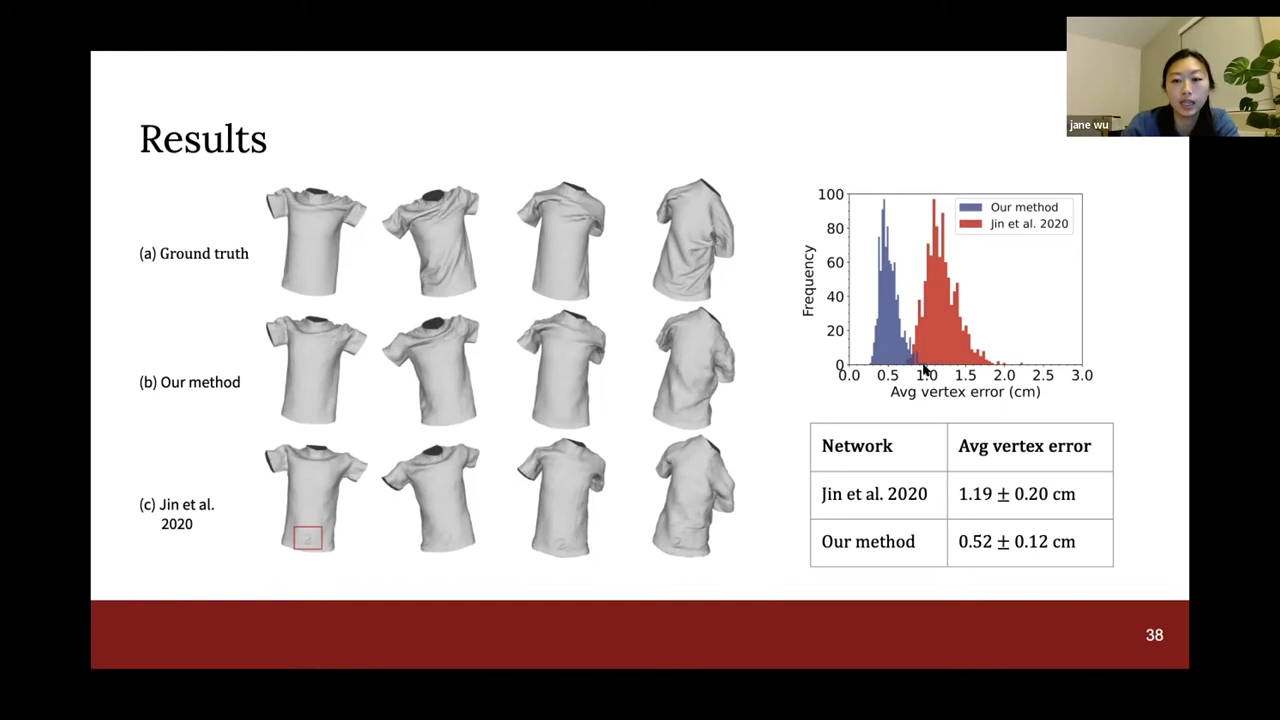 jane wu
Results
(a) Ground truth
(b) Our method
(c) Jin et al.
2020
100
80
60
40
20
0
Frequency
Our method
Jin et al. 2020
0.0 0.5 1.0 1.5 2.0 2.5 3.0
Avg vertex error (cm)
Network Avg vertex error
Jin et al. 2020 1.19 ± 0.20 cm
Our method 0.52 ± 0.12 cm
38